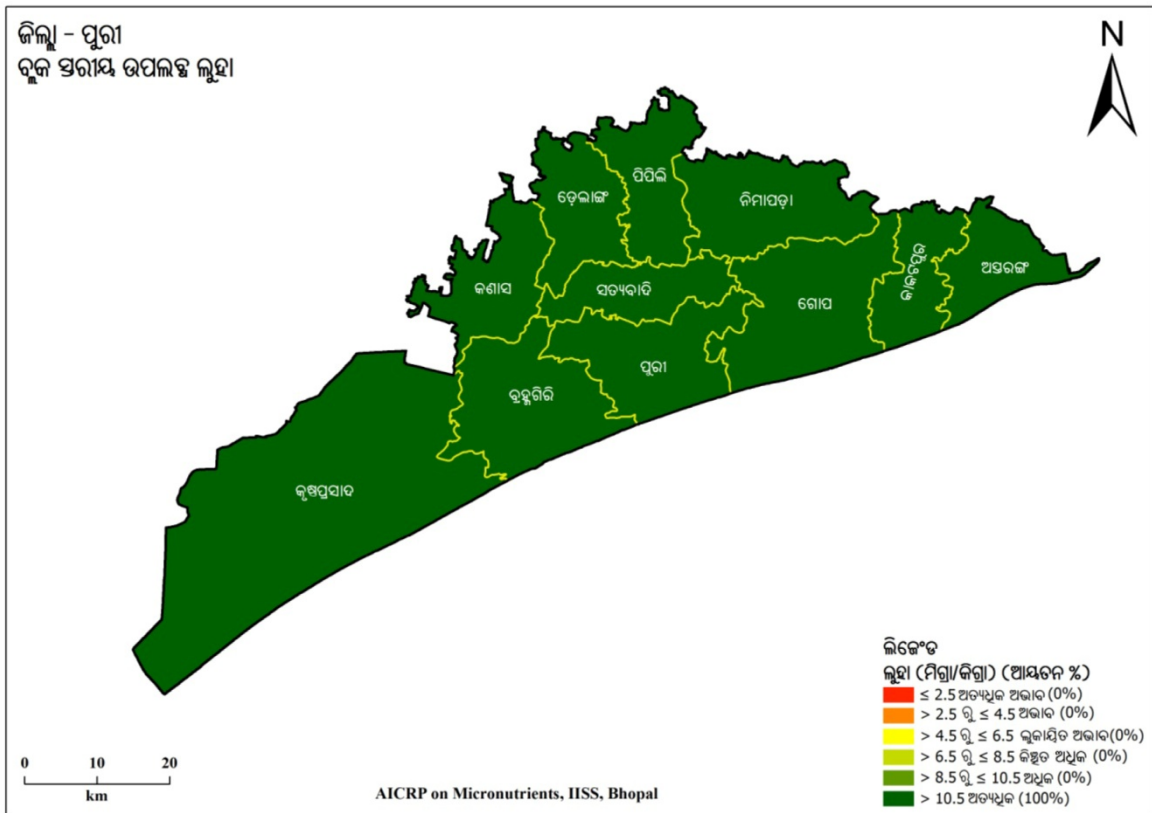 ଜିଲ୍ଲା - ପୁରୀ
ବ୍ଲକ ସ୍ତରୀୟ ଉପଲବ୍ଧ ଲୁହା
N
ପିପିଲି
ଡ଼େଲାଙ୍ଗ
ନିମାପଡ଼ା
କାକଟପୁର
ଅସ୍ତରଙ୍ଗ
କଣାସ
ସତ୍ୟବାଦି
ଗୋପ
ପୁରୀ
ବ୍ରହ୍ମଗିରି
କୃଷ୍ଣପ୍ରସାଦ
ଲିଜେଂଡ
ଲୁହା (ମିଗ୍ରା/କିଗ୍ରା) (ଆୟତନ %)
≤ 2.5 ଅତ୍ୟଧିକ ଅଭାବ (0%)
> 2.5 ରୁ ≤ 4.5 ଅଭାବ (0%)
> 4.5 ରୁ ≤ 6.5 ଲୁକାୟିତ ଅଭାବ(0%)
> 6.5 ରୁ ≤ 8.5 କିଞ୍ଚିତ ଅଧିକ (0%)
> 8.5 ରୁ ≤ 10.5 ଅଧିକ (0%)
> 10.5 ଅତ୍ୟଧିକ (100%)
0 10 20
km
AICRP on Micronutrients, IISS, Bhopal